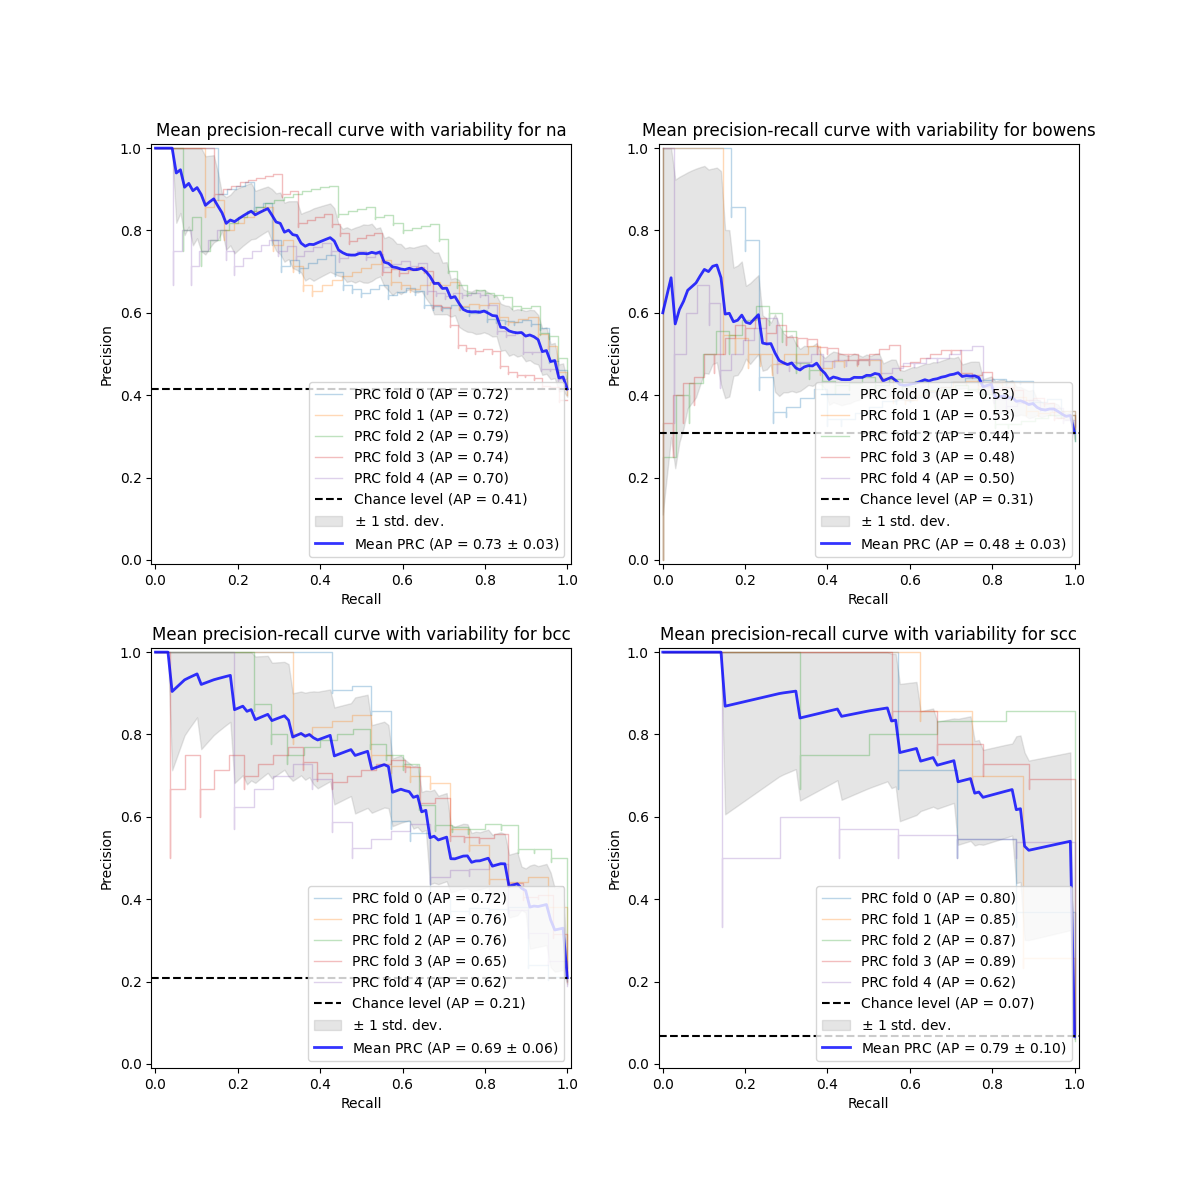 Mean precision-recall curve with variability for na
1.0
0.8
0.6
0.4
0.2
0.0
Precision
PRC fold 0 (AP = 0.72)
PRC fold 1 (AP = 0.72)
PRC fold 2 (AP = 0.79)
PRC fold 3 (AP = 0.74)
PRC fold 4 (AP = 0.70)
Chance level (AP = 0.41)
± 1 std. dev.
Mean PRC (AP = 0.73 ± 0.03)
0.0 0.2 0.4 0.6 0.8 1.0
Recall
Mean precision-recall curve with variability for bowens
1.0
0.8
0.6
0.4
0.2
0.0
Precision
PRC fold 0 (AP = 0.53)
PRC fold 1 (AP = 0.53)
PRC fold 2 (AP = 0.44)
PRC fold 3 (AP = 0.48)
PRC fold 4 (AP = 0.50)
Chance level (AP = 0.31)
± 1 std. dev.
Mean PRC (AP = 0.48 ± 0.03)
0.0 0.2 0.4 0.6 0.8 1.0
Recall
Mean precision-recall curve with variability for bcc
1.0
0.8
0.6
0.4
0.2
0.0
Precision
PRC fold 0 (AP = 0.72)
PRC fold 1 (AP = 0.76)
PRC fold 2 (AP = 0.76)
PRC fold 3 (AP = 0.65)
PRC fold 4 (AP = 0.62)
Chance level (AP = 0.21)
± 1 std. dev.
Mean PRC (AP = 0.69 ± 0.06)
0.0 0.2 0.4 0.6 0.8 1.0
Recall
Mean precision-recall curve with variability for scc
1.0
0.8
0.6
0.4
0.2
0.0
Precision
PRC fold 0 (AP = 0.80)
PRC fold 1 (AP = 0.85)
PRC fold 2 (AP = 0.87)
PRC fold 3 (AP = 0.89)
PRC fold 4 (AP = 0.62)
Chance level (AP = 0.07)
± 1 std. dev.
Mean PRC (AP = 0.79 ± 0.10)
0.0 0.2 0.4 0.6 0.8 1.0
Recall